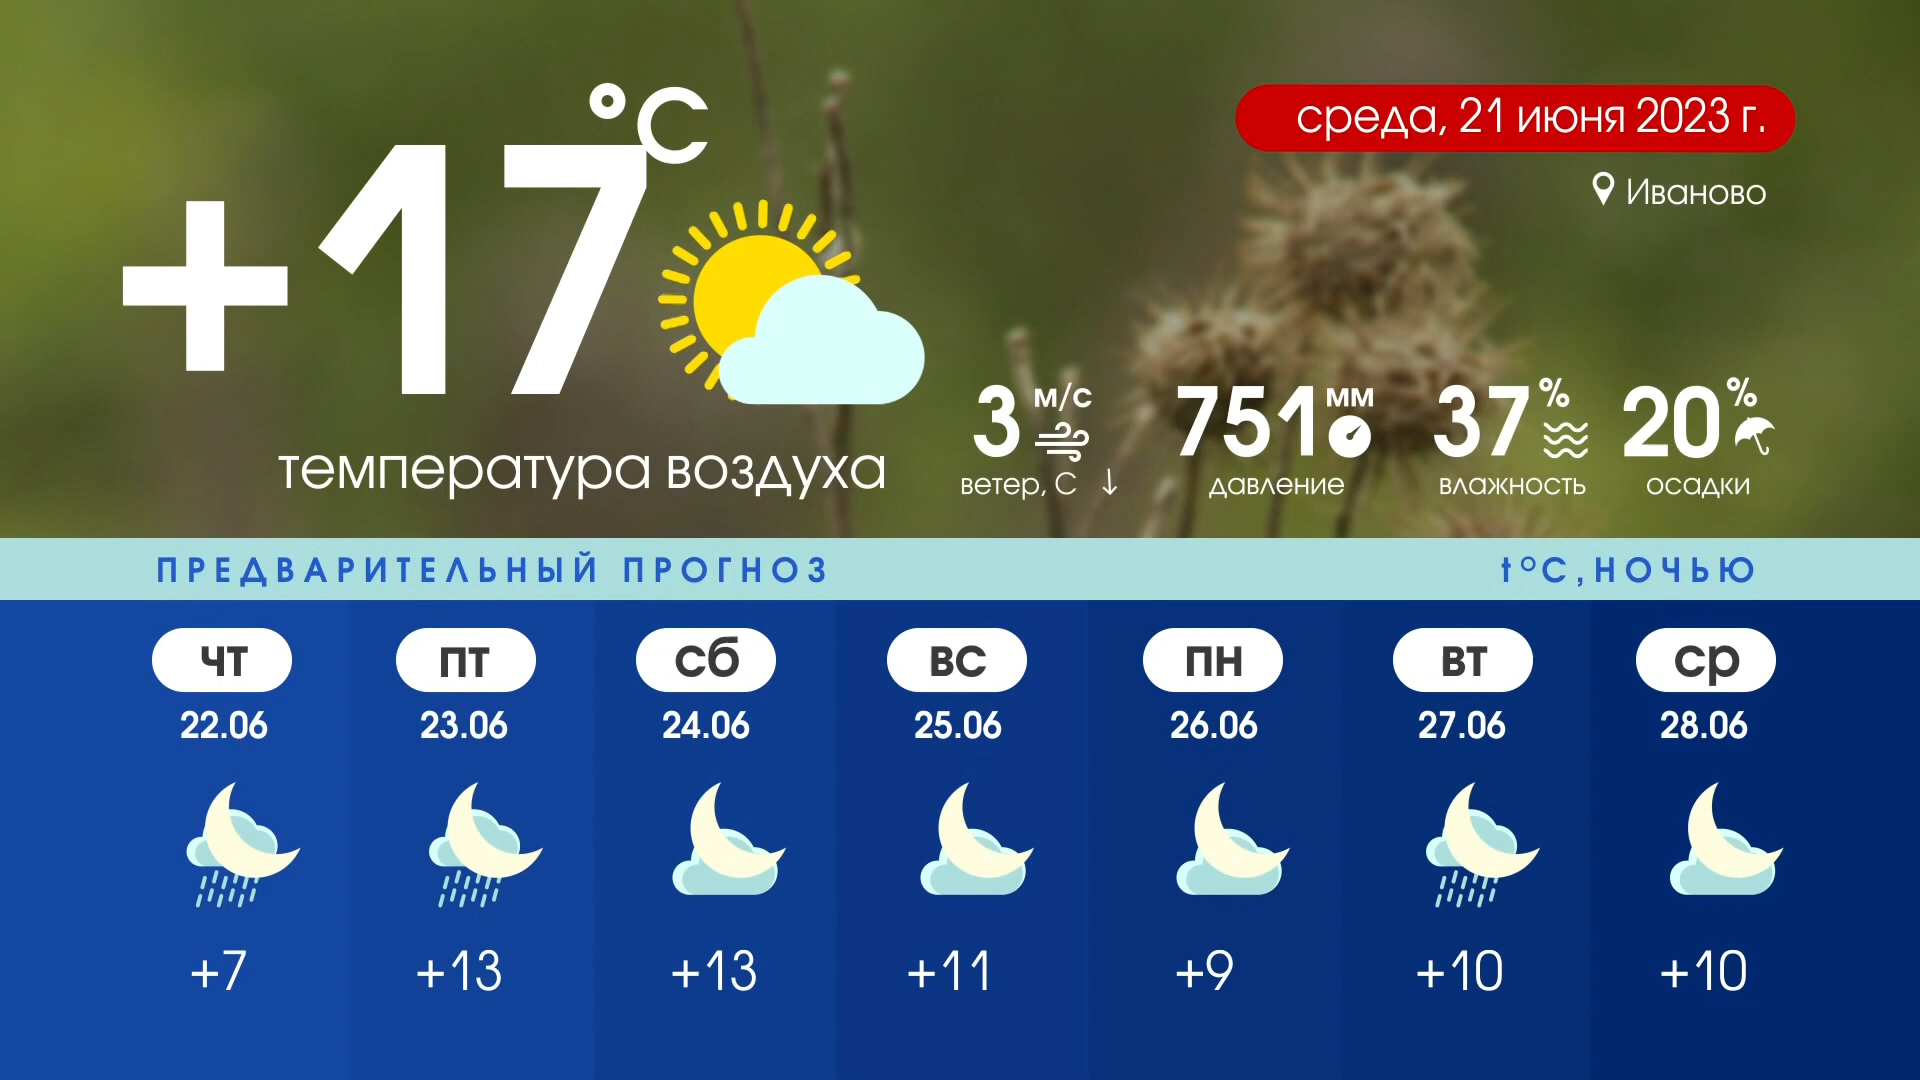 +17°C
температура воздуха
среда, 21 июня 2023 г.
Иваново
3 м/с
ветер, С ↓
751 мм
давление
37 %
влажность
20 %
осадки
ПРЕДВАРИТЕЛЬНЫЙ ПРОГНОЗ
t°C, НОЧЬЮ
чт пт сб вс пн вт ср
22.06 23.06 24.06 25.06 26.06 27.06 28.06
+7 +13 +13 +11 +9 +10 +10